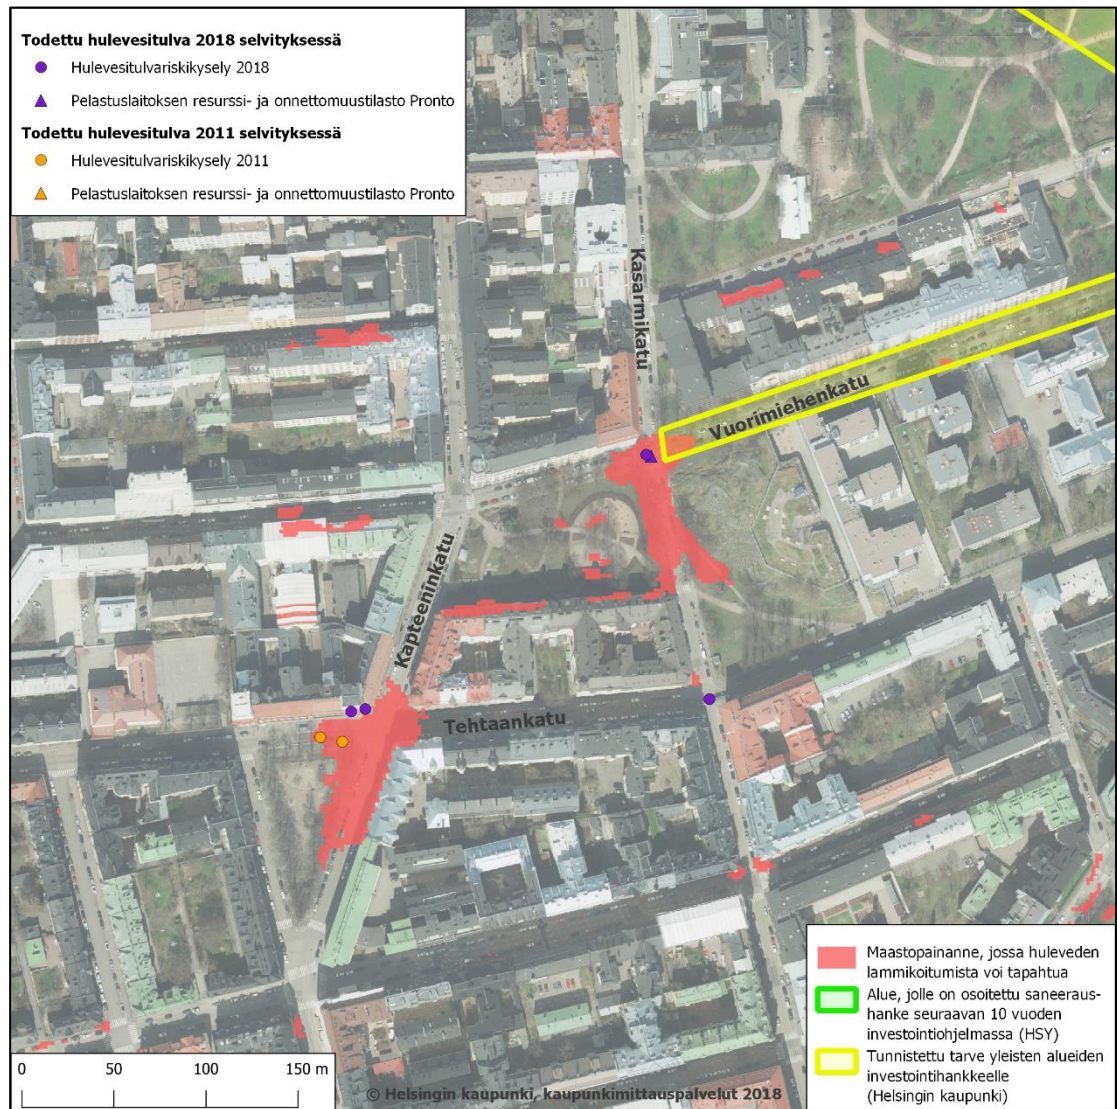 Todettu hulevesitulva 2018 selvityksessä
Hulevesitulvariskikysely 2018
Pelastuslaitoksen resurssi- ja onnettomuustilasto Pronto
Todettu hulevesitulva 2011 selvityksessä
Hulevesitulvariskikysely 2011
Pelastuslaitoksen resurssi- ja onnettomuustilasto Pronto
Kasarmikatu
Vuorimiehenkatu
Kapteeninkatu
Tehtaankatu
Maastopainanne, jossa huleveden
lammikoitumista voi tapahtua
Alue, jolle on osoitettu saneeraus-
hanke seuraavan 10 vuoden
investointiohjelmassa (HSY)
Tunnistettu tarve yleisten alueiden
investointihankkeelle
(Helsingin kaupunki)
0 50 100 150 m
© Helsingin kaupunki, kaupunkimittauspalvelut 2018